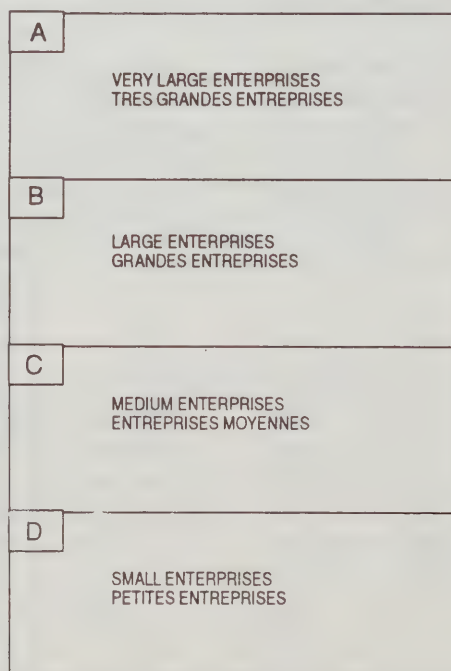 A
VERY LARGE ENTERPRISES
TRES GRANDES ENTREPRISES
B
LARGE ENTERPRISES
GRANDES ENTREPRISES
C
MEDIUM ENTERPRISES
ENTREPRISES MOYENNES
D
SMALL ENTERPRISES
PETITES ENTREPRISES